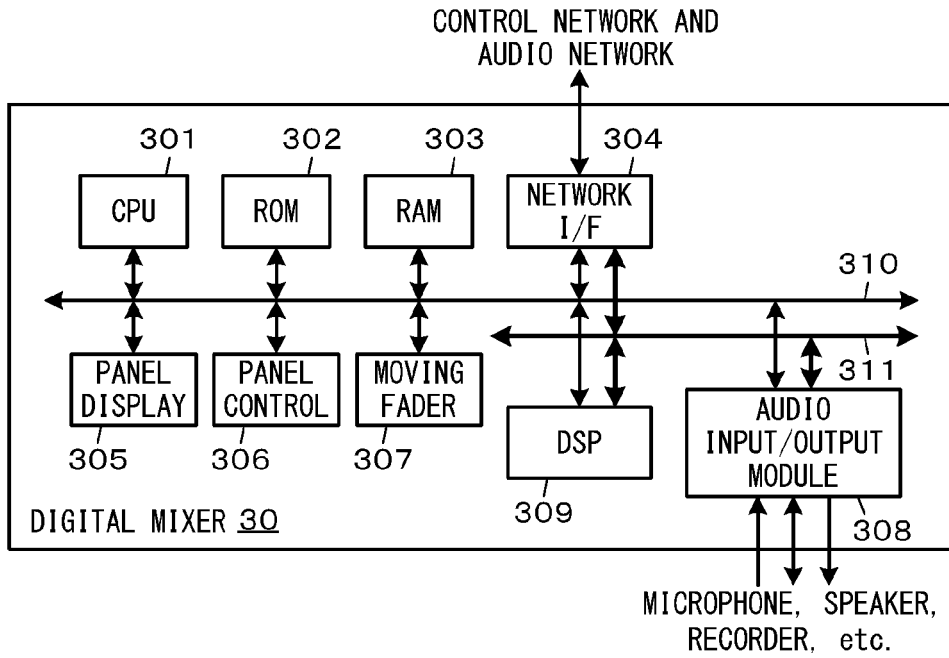 CONTROL NETWORK AND
AUDIO NETWORK
301
302
303
304
CPU
ROM
RAM
NETWORK
I/F
310
311
PANEL
DISPLAY
PANEL
CONTROL
MOVING
FADER
DSP
AUDIO
INPUT/OUTPUT
MODULE
305
306
307
309
308
DIGITAL MIXER 30
MICROPHONE, SPEAKER,
RECORDER, etc.